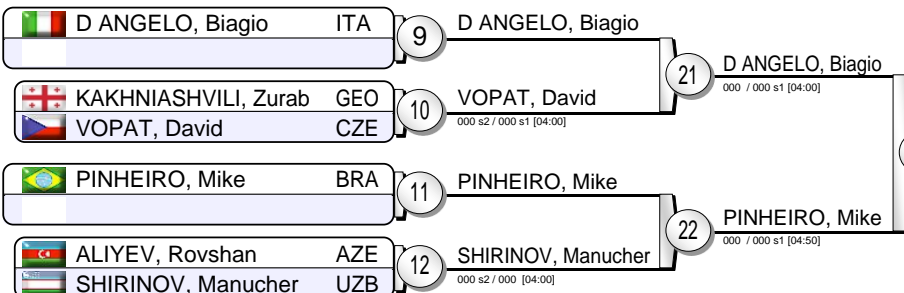 D ANGELO, Biagio ITA
9
D ANGELO, Biagio
KAKHNIASHVILI, Zurab GEO
VOPAT, David CZE
10
VOPAT, David
000 s2 / 000 s1 [04:00]
21
D ANGELO, Biagio
000 / 000 s1 [04:00]
PINHEIRO, Mike BRA
11
PINHEIRO, Mike
ALIYEV, Rovshan AZE
SHIRINOV, Manucher UZB
12
SHIRINOV, Manucher
000 s2 / 000 [04:00]
22
PINHEIRO, Mike
000 / 000 s1 [04:50]